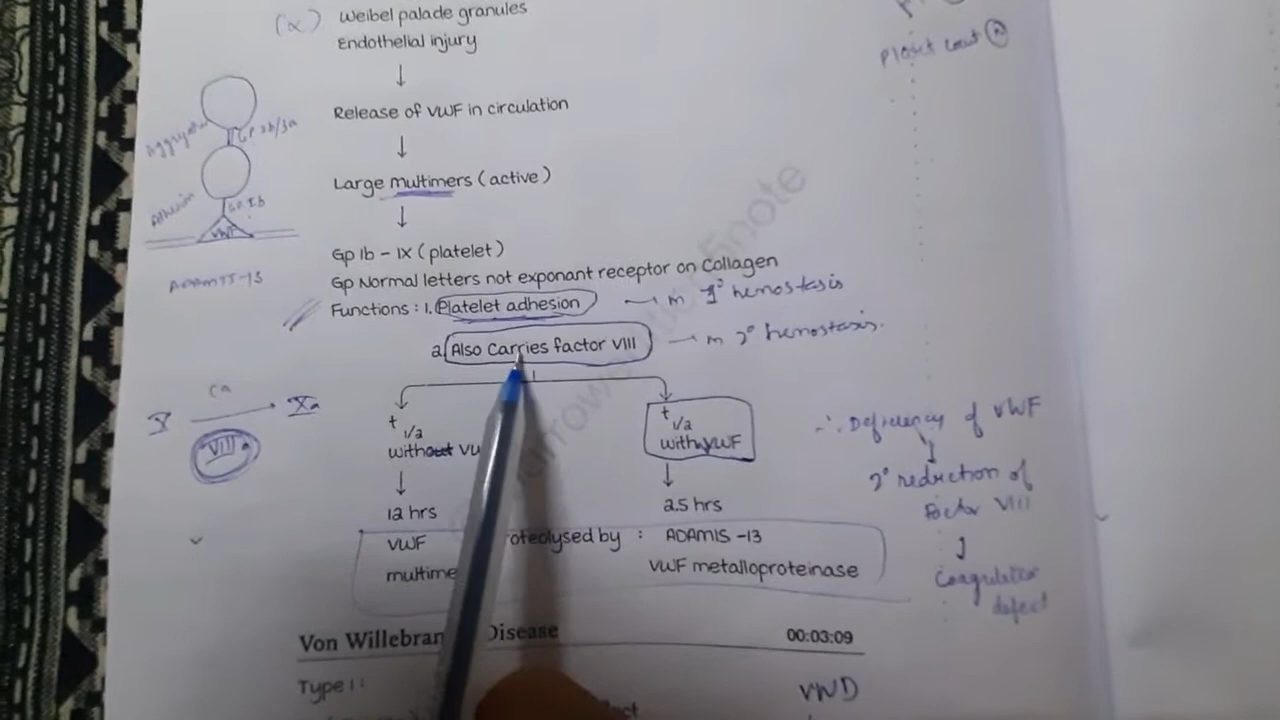 (α) Weibel palade granules
Endothelial injury
↓
Release of VWF in circulation
↓
Large multimers (active)
↓
Gp Ib - IX (platelet)
Gp Normal letters not exponant receptor on Collagen
Functions : 1. Platelet adhesion → in 1° hemostasis
2. Also Carries factor VIII → in 2° hemostasis.
t 1/2 without
t 1/2 with VWF
↓
↓
12 hrs
2.5 hrs
VWF
multime
roteolysed by : ADAMIS -13
VWF metalloproteinase
Von Willebran Disease 00:03:09
Type I :
VWD
Aggregation
GP 2b/3a
Adhesion
GP Ib
VWF
ADAMTS-13
X → Xa
Ca
VIII a
∴ Deficiency of VWF
↓
2° reduction of
Factor VIII
↓
Coagulation
defect
count (N)